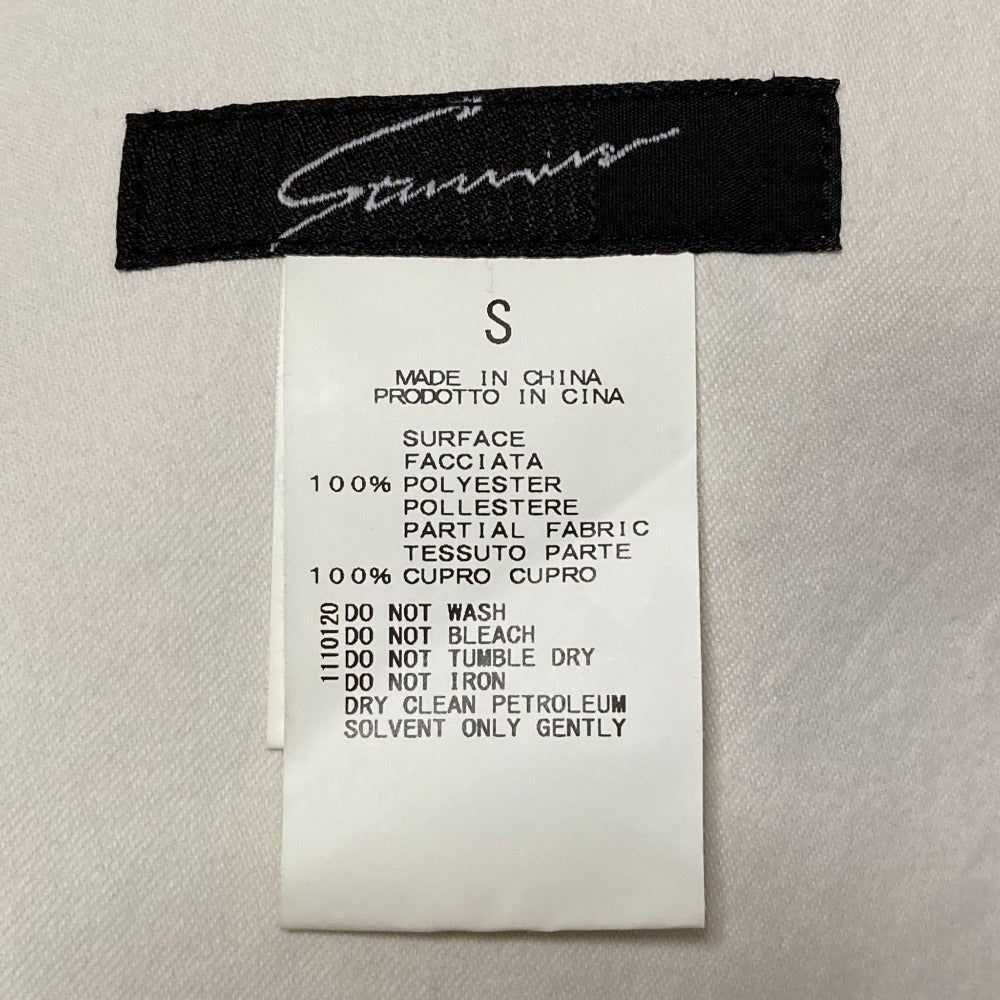 S
MADE IN CHINA
PRODOTTO IN CINA
SURFACE
FACCIATA
100% POLYESTER
POLLESTERE
PARTIAL FABRIC
TESSUTO PARTE
100% CUPRO CUPRO
1110120
DO NOT WASH
DO NOT BLEACH
DO NOT TUMBLE DRY
DO NOT IRON
DRY CLEAN PETROLEUM
SOLVENT ONLY GENTLY